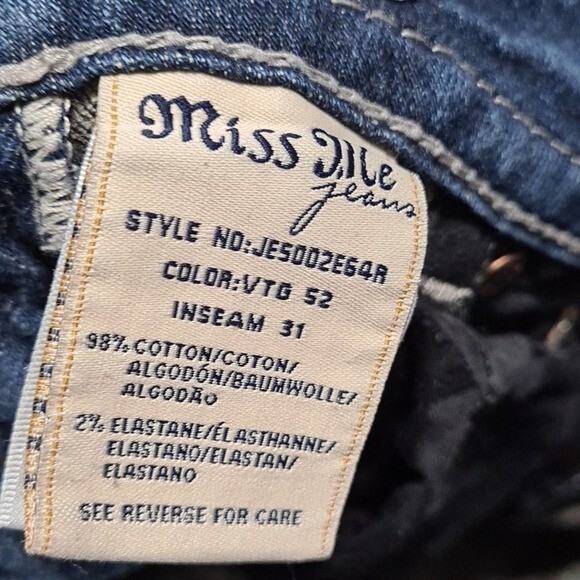 Miss Me
jeans
STYLE NO:JE5002E64R
COLOR:VTG 52
INSEAM 31
98% COTTON/COTON/
ALGODÓN/BAUMWOLLE/
ALGODÃO
2% ELASTANE/ÉLASTHANNE/
ELASTANO/ELASTAN/
ELASTANO
SEE REVERSE FOR CARE